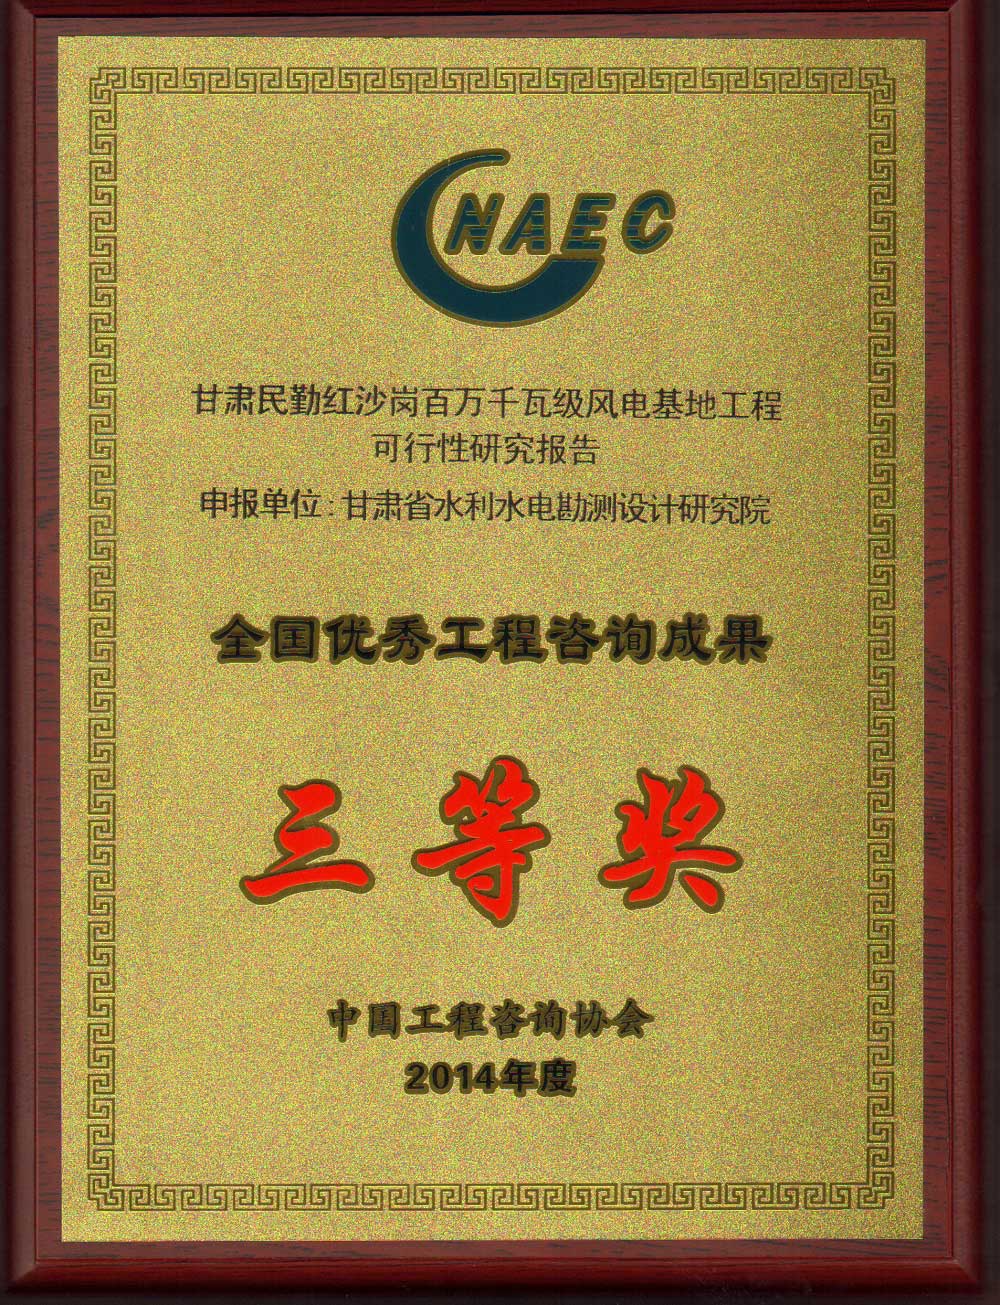 CNAEC
甘肃民勤红沙岗百万千瓦级风电基地工程
可行性研究报告
申报单位:甘肃省水利水电勘测设计研究院
全国优秀工程咨询成果
三等奖
中国工程咨询协会
2014年度